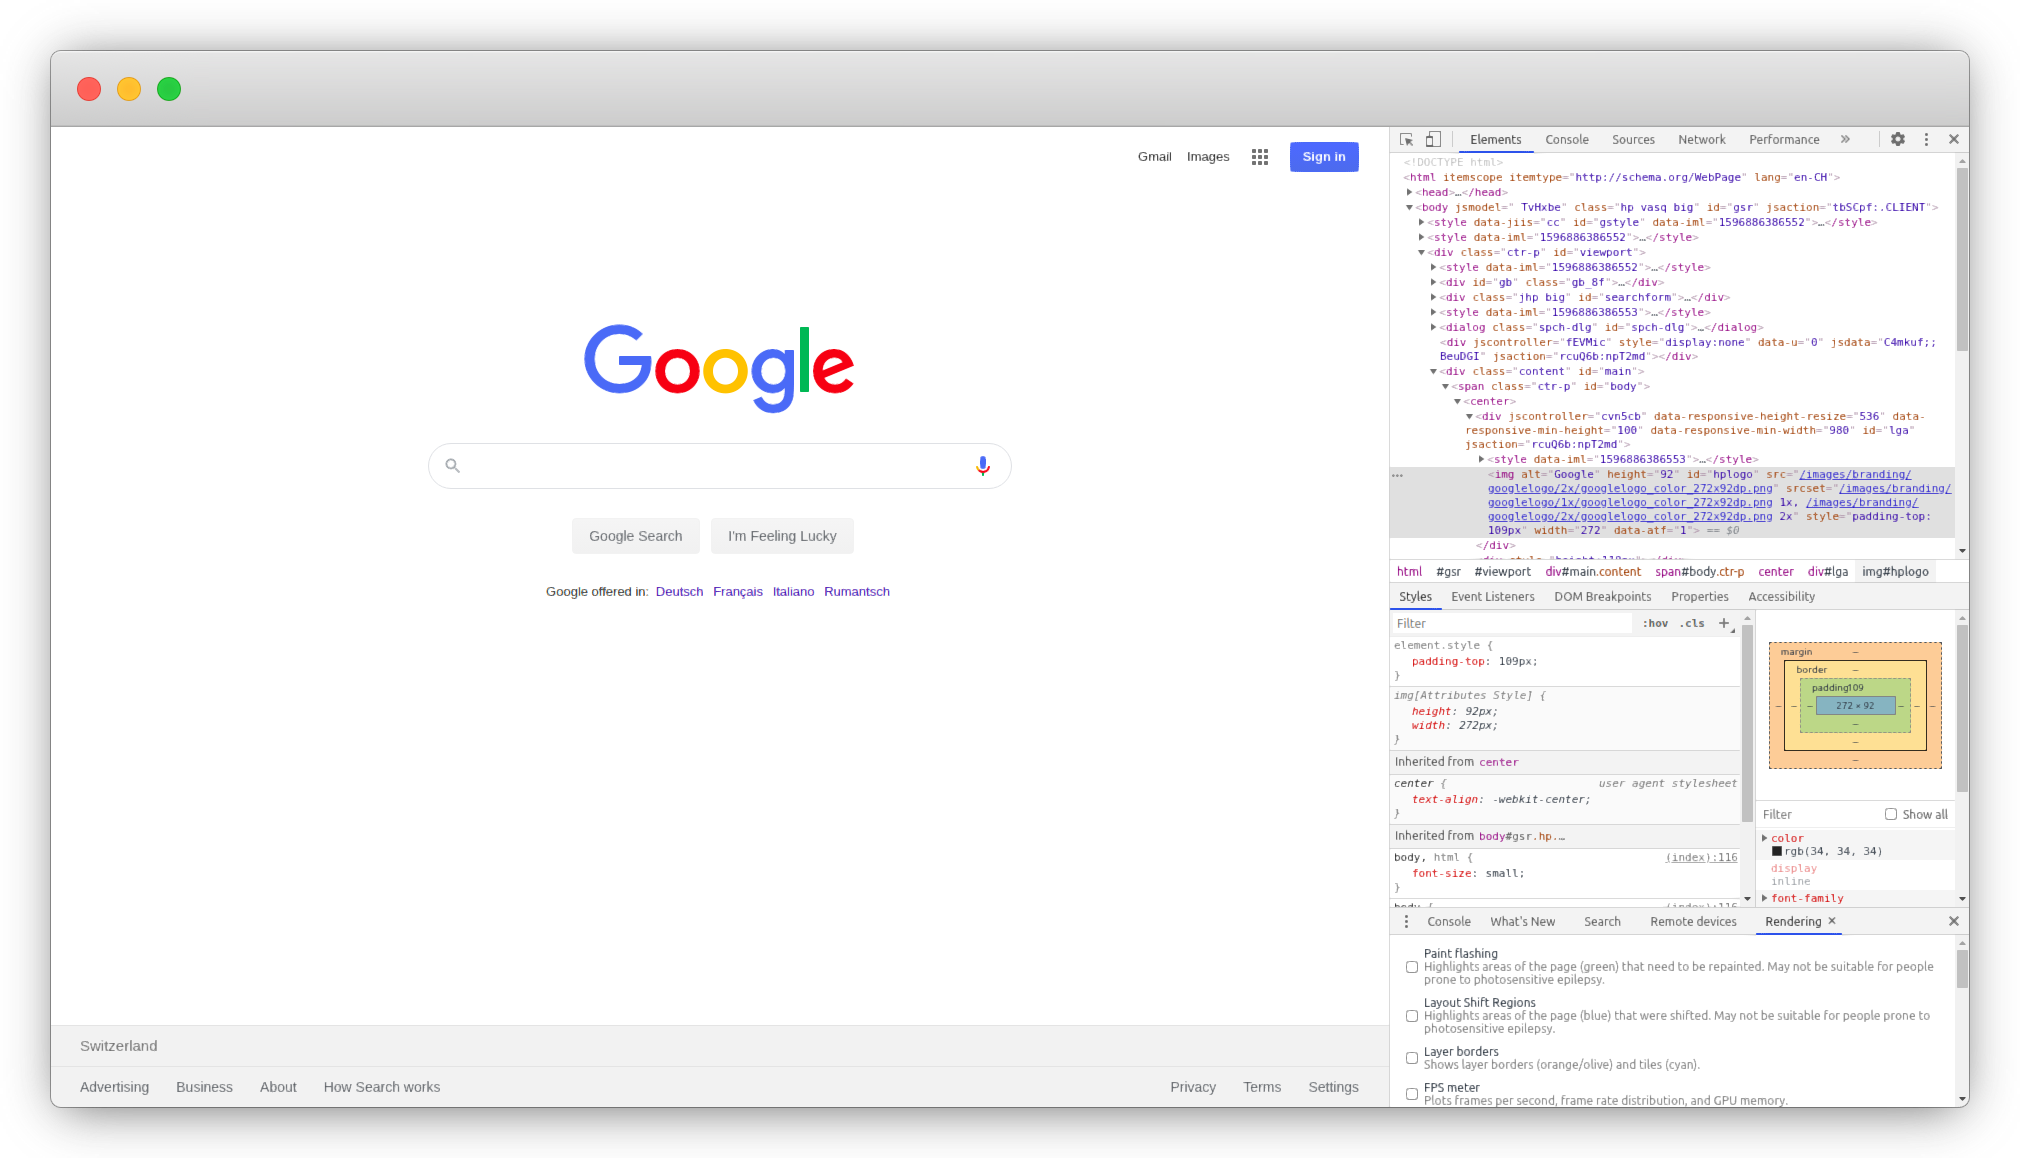 Gmail Images Sign in
Google
Google Search I'm Feeling Lucky
Google offered in: Deutsch Français Italiano Rumantsch
Switzerland
Advertising Business About How Search works Privacy Terms Settings
Elements Console Sources Network Performance »
<!DOCTYPE html>
<html itemscope itemtype="http://schema.org/WebPage" lang="en-CH">
<head>…</head>
<body jsmodel=" TvHxbe" class="hp vasq big" id="gsr" jsaction="tbSCpf:.CLIENT">
<style data-jiis="cc" id="gstyle" data-iml="1596886386552">…</style>
<style data-iml="1596886386552">…</style>
<div class="ctr-p" id="viewport">
<style data-iml="1596886386552">…</style>
<div id="gb" class="gb_8f">…</div>
<div class="jhp big" id="searchform">…</div>
<style data-iml="1596886386553">…</style>
<dialog class="spch-dlg" id="spch-dlg">…</dialog>
<div jscontroller="fEVMic" style="display:none" data-u="0" jsdata="C4mkuf;;
BeuDGI" jsaction="rcuQ6b:npT2md"></div>
<div class="content" id="main">
<span class="ctr-p" id="body">
<center>
<div jscontroller="cvn5cb" data-responsive-height-resize="536" data-
responsive-min-height="100" data-responsive-min-width="980" id="lga"
jsaction="rcuQ6b:npT2md">
<style data-iml="1596886386553">…</style>
<img alt="Google" height="92" id="hplogo" src="/images/branding/
googlelogo/2x/googlelogo_color_272x92dp.png" srcset="/images/branding/
googlelogo/1x/googlelogo_color_272x92dp.png 1x, /images/branding/
googlelogo/2x/googlelogo_color_272x92dp.png 2x" style="padding-top:
109px" width="272" data-atf="1"> == $0
</div>
html #gsr #viewport div#main.content span#body.ctr-p center div#lga img#hplogo
Styles Event Listeners DOM Breakpoints Properties Accessibility
Filter :hov .cls +
element.style {
padding-top: 109px;
}
img[Attributes Style] {
height: 92px;
width: 272px;
}
Inherited from center
center { user agent stylesheet
text-align: -webkit-center;
}
Inherited from body#gsr.hp.…
body, html { (index):116
font-size: small;
}
body { (index):116
margin –
border –
padding109
– – – 272 × 92 – – –
–
–
–
Filter Show all
color
rgb(34, 34, 34)
display
inline
font-family
Console What's New Search Remote devices Rendering ×
Paint flashing
Highlights areas of the page (green) that need to be repainted. May not be suitable for people
prone to photosensitive epilepsy.
Layout Shift Regions
Highlights areas of the page (blue) that were shifted. May not be suitable for people prone to
photosensitive epilepsy.
Layer borders
Shows layer borders (orange/olive) and tiles (cyan).
FPS meter
Plots frames per second, frame rate distribution, and GPU memory.